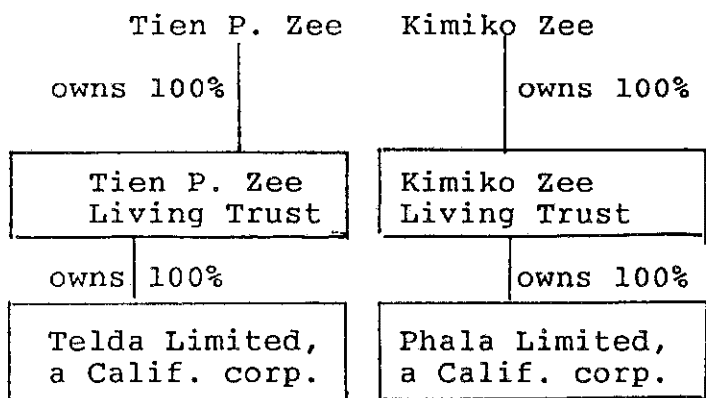 Tien P. Zee Kimiko Zee
owns 100% owns 100%
Tien P. Zee Kimiko Zee
Living Trust Living Trust
owns 100% owns 100%
Telda Limited, Phala Limited,
a Calif. corp. a Calif. corp.